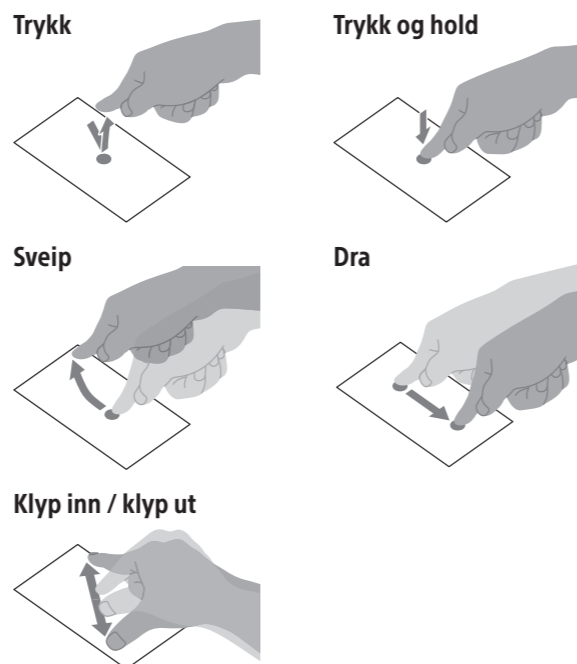 Trykk
Trykk og hold
Sveip
Dra
Klyp inn / klyp ut